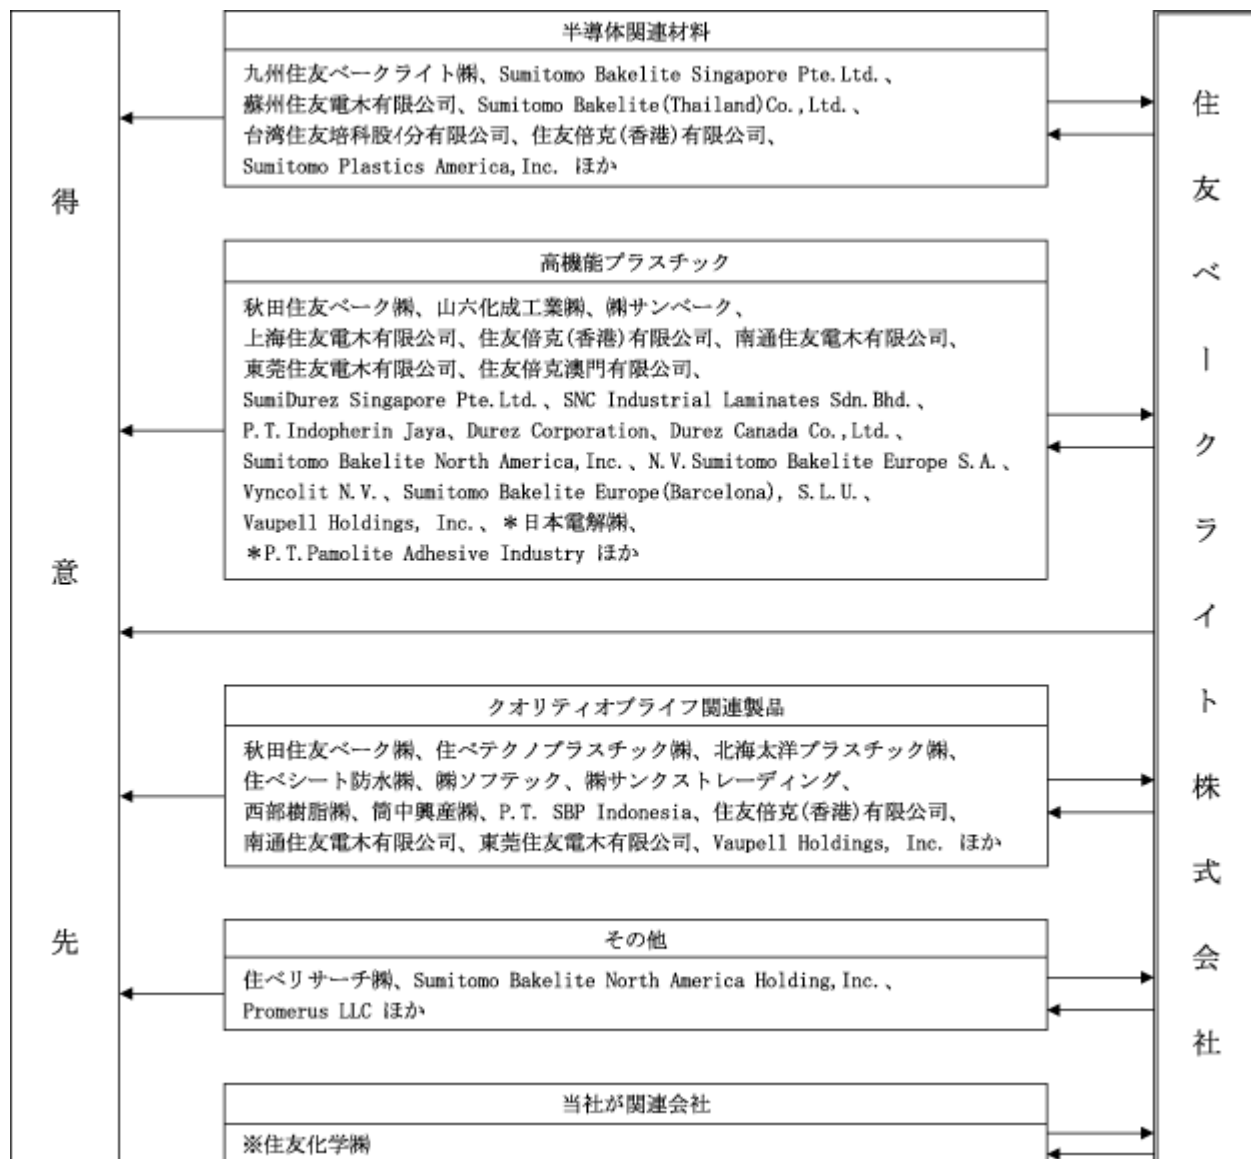 得意先
半導体関連材料
九州住友ベークライト㈱、Sumitomo Bakelite Singapore Pte.Ltd.、
蘇州住友電木有限公司、Sumitomo Bakelite(Thailand)Co.,Ltd.、
台湾住友培科股イ分有限公司、住友倍克(香港)有限公司、
Sumitomo Plastics America,Inc. ほか
高機能プラスチック
秋田住友ベーク㈱、山六化成工業㈱、㈱サンベーク、
上海住友電木有限公司、住友倍克(香港)有限公司、南通住友電木有限公司、
東莞住友電木有限公司、住友倍克澳門有限公司、
SumiDurez Singapore Pte.Ltd.、SNC Industrial Laminates Sdn.Bhd.、
P.T.Indopherin Jaya、Durez Corporation、Durez Canada Co.,Ltd.、
Sumitomo Bakelite North America,Inc.、N.V.Sumitomo Bakelite Europe S.A.、
Vyncolit N.V.、Sumitomo Bakelite Europe(Barcelona), S.L.U.、
Vaupell Holdings, Inc.、＊日本電解㈱、
＊P.T.Pamolite Adhesive Industry ほか
クオリティオブライフ関連製品
秋田住友ベーク㈱、住ベテクノプラスチック㈱、北海太洋プラスチック㈱、
住ベシート防水㈱、㈱ソフテック、㈱サンクストレーディング、
西部樹脂㈱、筒中興産㈱、P.T. SBP Indonesia、住友倍克(香港)有限公司、
南通住友電木有限公司、東莞住友電木有限公司、Vaupell Holdings, Inc. ほか
その他
住ベリサーチ㈱、Sumitomo Bakelite North America Holding,Inc.、
Promerus LLC ほか
当社が関連会社
※住友化学㈱
住友ベークライト株式会社